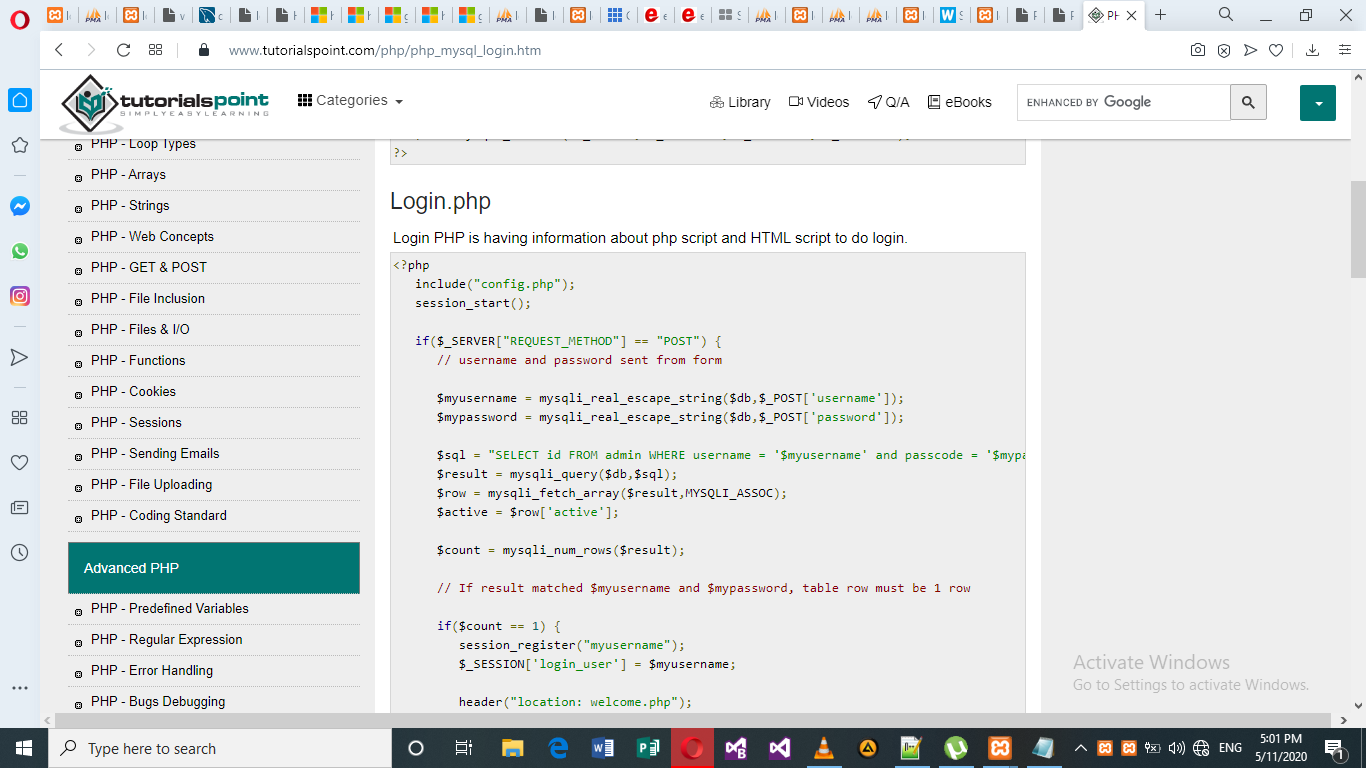 www.tutorialspoint.com/php/php_mysql_login.htm
tutorialspoint
SIMPLYEASYLEARNING
Categories
Library
Videos
Q/A
eBooks
ENHANCED BY Google
PHP - Loop Types
PHP - Arrays
PHP - Strings
PHP - Web Concepts
PHP - GET & POST
PHP - File Inclusion
PHP - Files & I/O
PHP - Functions
PHP - Cookies
PHP - Sessions
PHP - Sending Emails
PHP - File Uploading
PHP - Coding Standard
Advanced PHP
PHP - Predefined Variables
PHP - Regular Expression
PHP - Error Handling
PHP - Bugs Debugging
?>
Login.php
Login PHP is having information about php script and HTML script to do login.
<?php
include("config.php");
session_start();
if($_SERVER["REQUEST_METHOD"] == "POST") {
// username and password sent from form
$myusername = mysqli_real_escape_string($db,$_POST['username']);
$mypassword = mysqli_real_escape_string($db,$_POST['password']);
$sql = "SELECT id FROM admin WHERE username = '$myusername' and passcode = '$mypa
$result = mysqli_query($db,$sql);
$row = mysqli_fetch_array($result,MYSQLI_ASSOC);
$active = $row['active'];
$count = mysqli_num_rows($result);
// If result matched $myusername and $mypassword, table row must be 1 row
if($count == 1) {
session_register("myusername");
$_SESSION['login_user'] = $myusername;
header("location: welcome.php");
Activate Windows
Go to Settings to activate Windows.
Type here to search
ENG
5:01 PM
5/11/2020
1